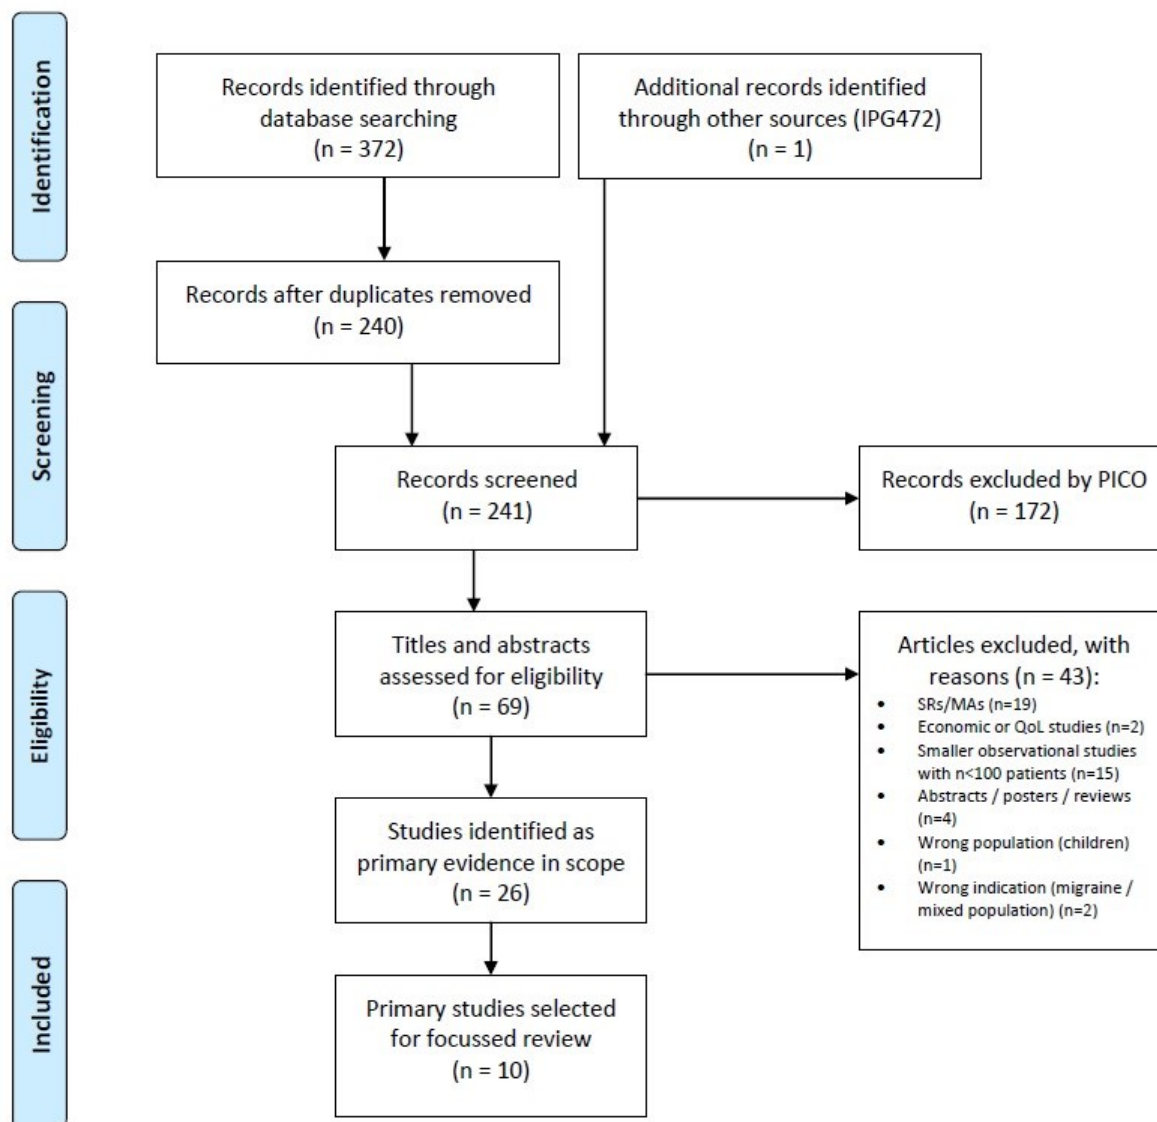 Identification
Records identified through
database searching
(n = 372)
Additional records identified
through other sources (IPG472)
(n = 1)
Records after duplicates removed
(n = 240)
Screening
Records screened
(n = 241)
Records excluded by PICO
(n = 172)
Eligibility
Titles and abstracts
assessed for eligibility
(n = 69)
Articles excluded, with
reasons (n = 43):
• SRs/MAs (n=19)
• Economic or QoL studies (n=2)
• Smaller observational studies
with n<100 patients (n=15)
• Abstracts / posters / reviews
(n=4)
• Wrong population (children)
(n=1)
• Wrong indication (migraine /
mixed population) (n=2)
Studies identified as
primary evidence in scope
(n = 26)
Included
Primary studies selected
for focussed review
(n = 10)